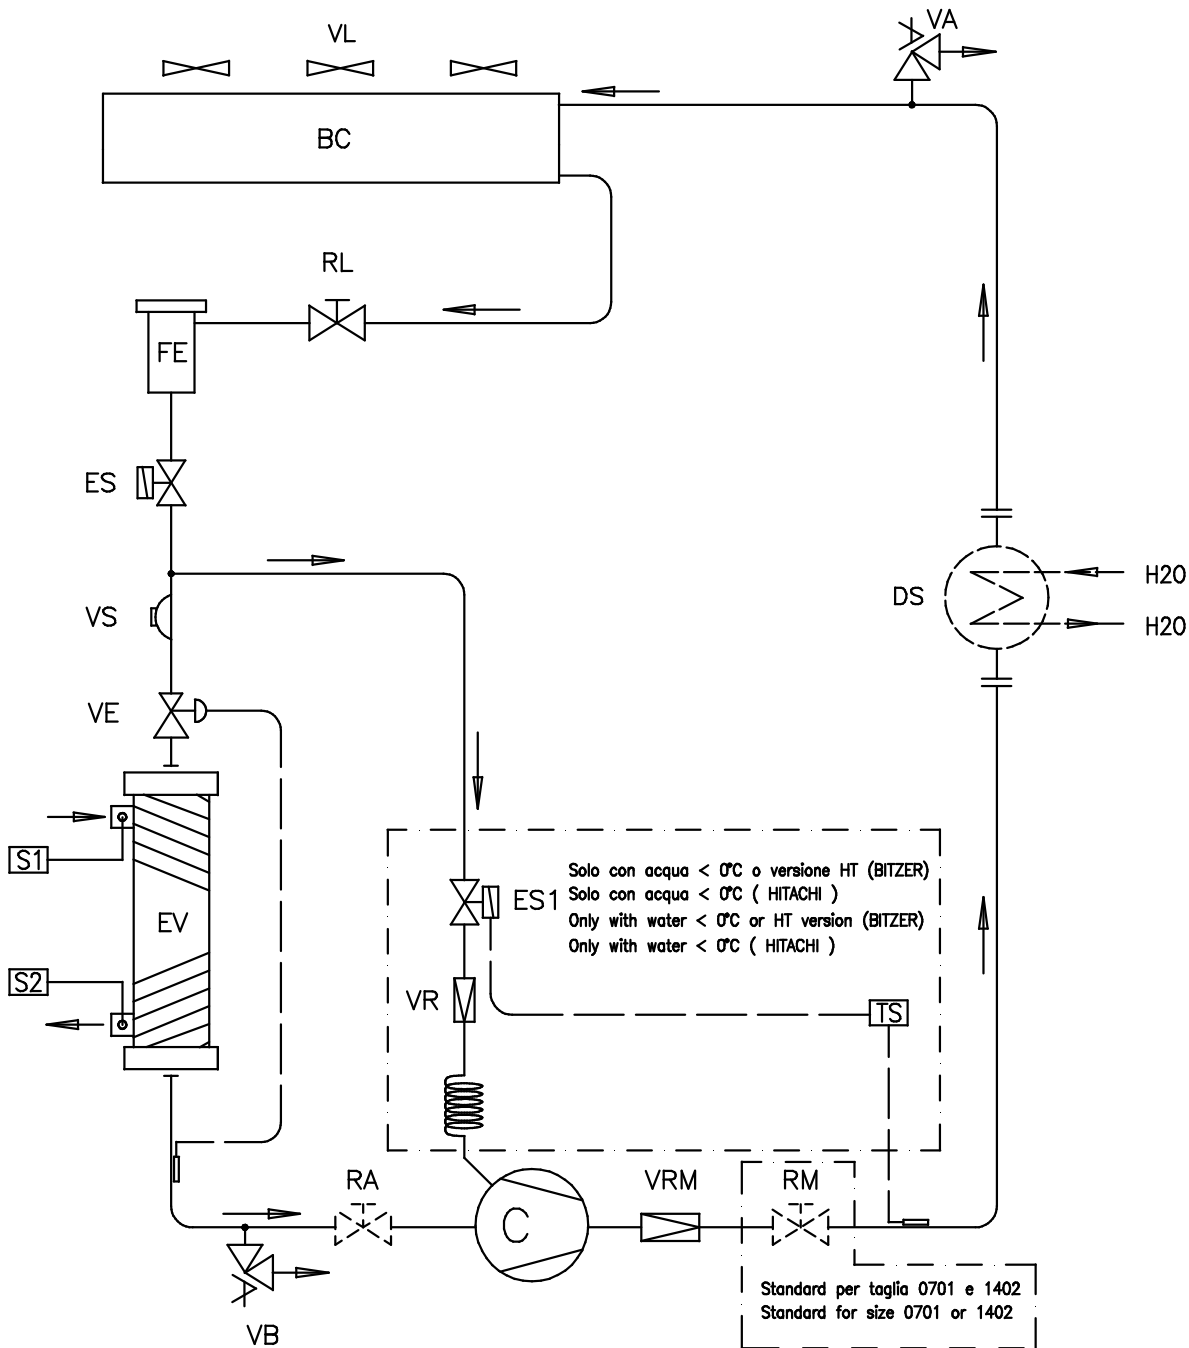 VL
VA
BC
RL
FE
ES
VS
DS
H2O
H2O
VE
S1
EV
S2
ES1
Solo con acqua < 0°C o versione HT (BITZER)
Solo con acqua < 0°C ( HITACHI )
Only with water < 0°C or HT version (BITZER)
Only with water < 0°C ( HITACHI )
VR
TS
RA
C
VRM
RM
VB
Standard per taglia 0701 e 1402
Standard for size 0701 or 1402